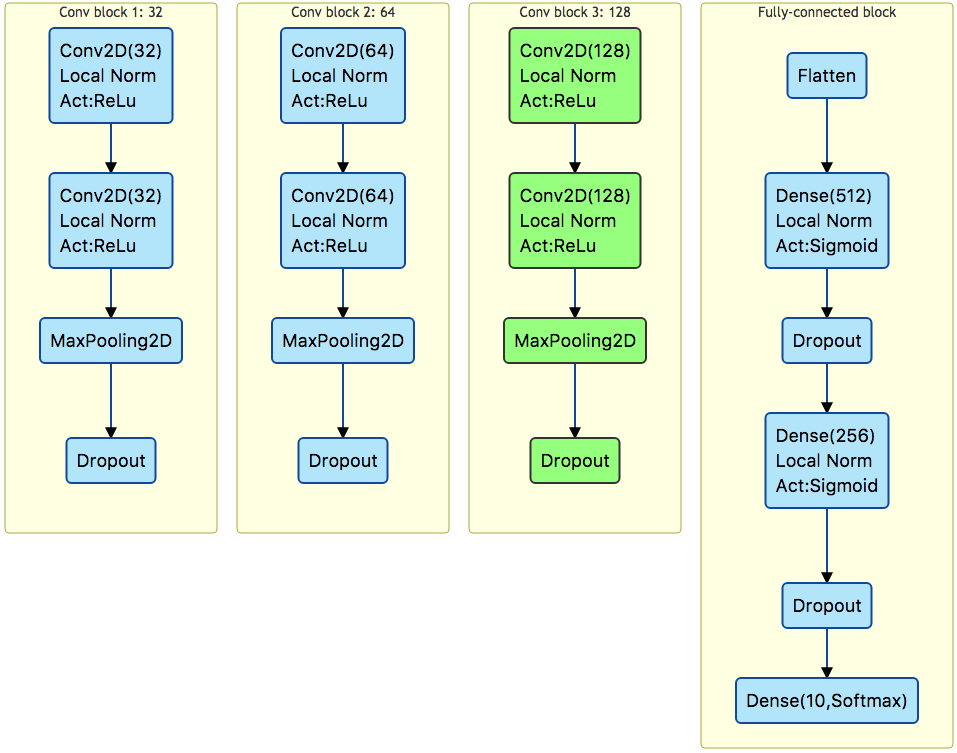 Conv block 1: 32
Conv2D(32)
Local Norm
Act:ReLu
Conv2D(32)
Local Norm
Act:ReLu
MaxPooling2D
Dropout
Conv block 2: 64
Conv2D(64)
Local Norm
Act:ReLu
Conv2D(64)
Local Norm
Act:ReLu
MaxPooling2D
Dropout
Conv block 3: 128
Conv2D(128)
Local Norm
Act:ReLu
Conv2D(128)
Local Norm
Act:ReLu
MaxPooling2D
Dropout
Fully-connected block
Flatten
Dense(512)
Local Norm
Act:Sigmoid
Dropout
Dense(256)
Local Norm
Act:Sigmoid
Dropout
Dense(10,Softmax)